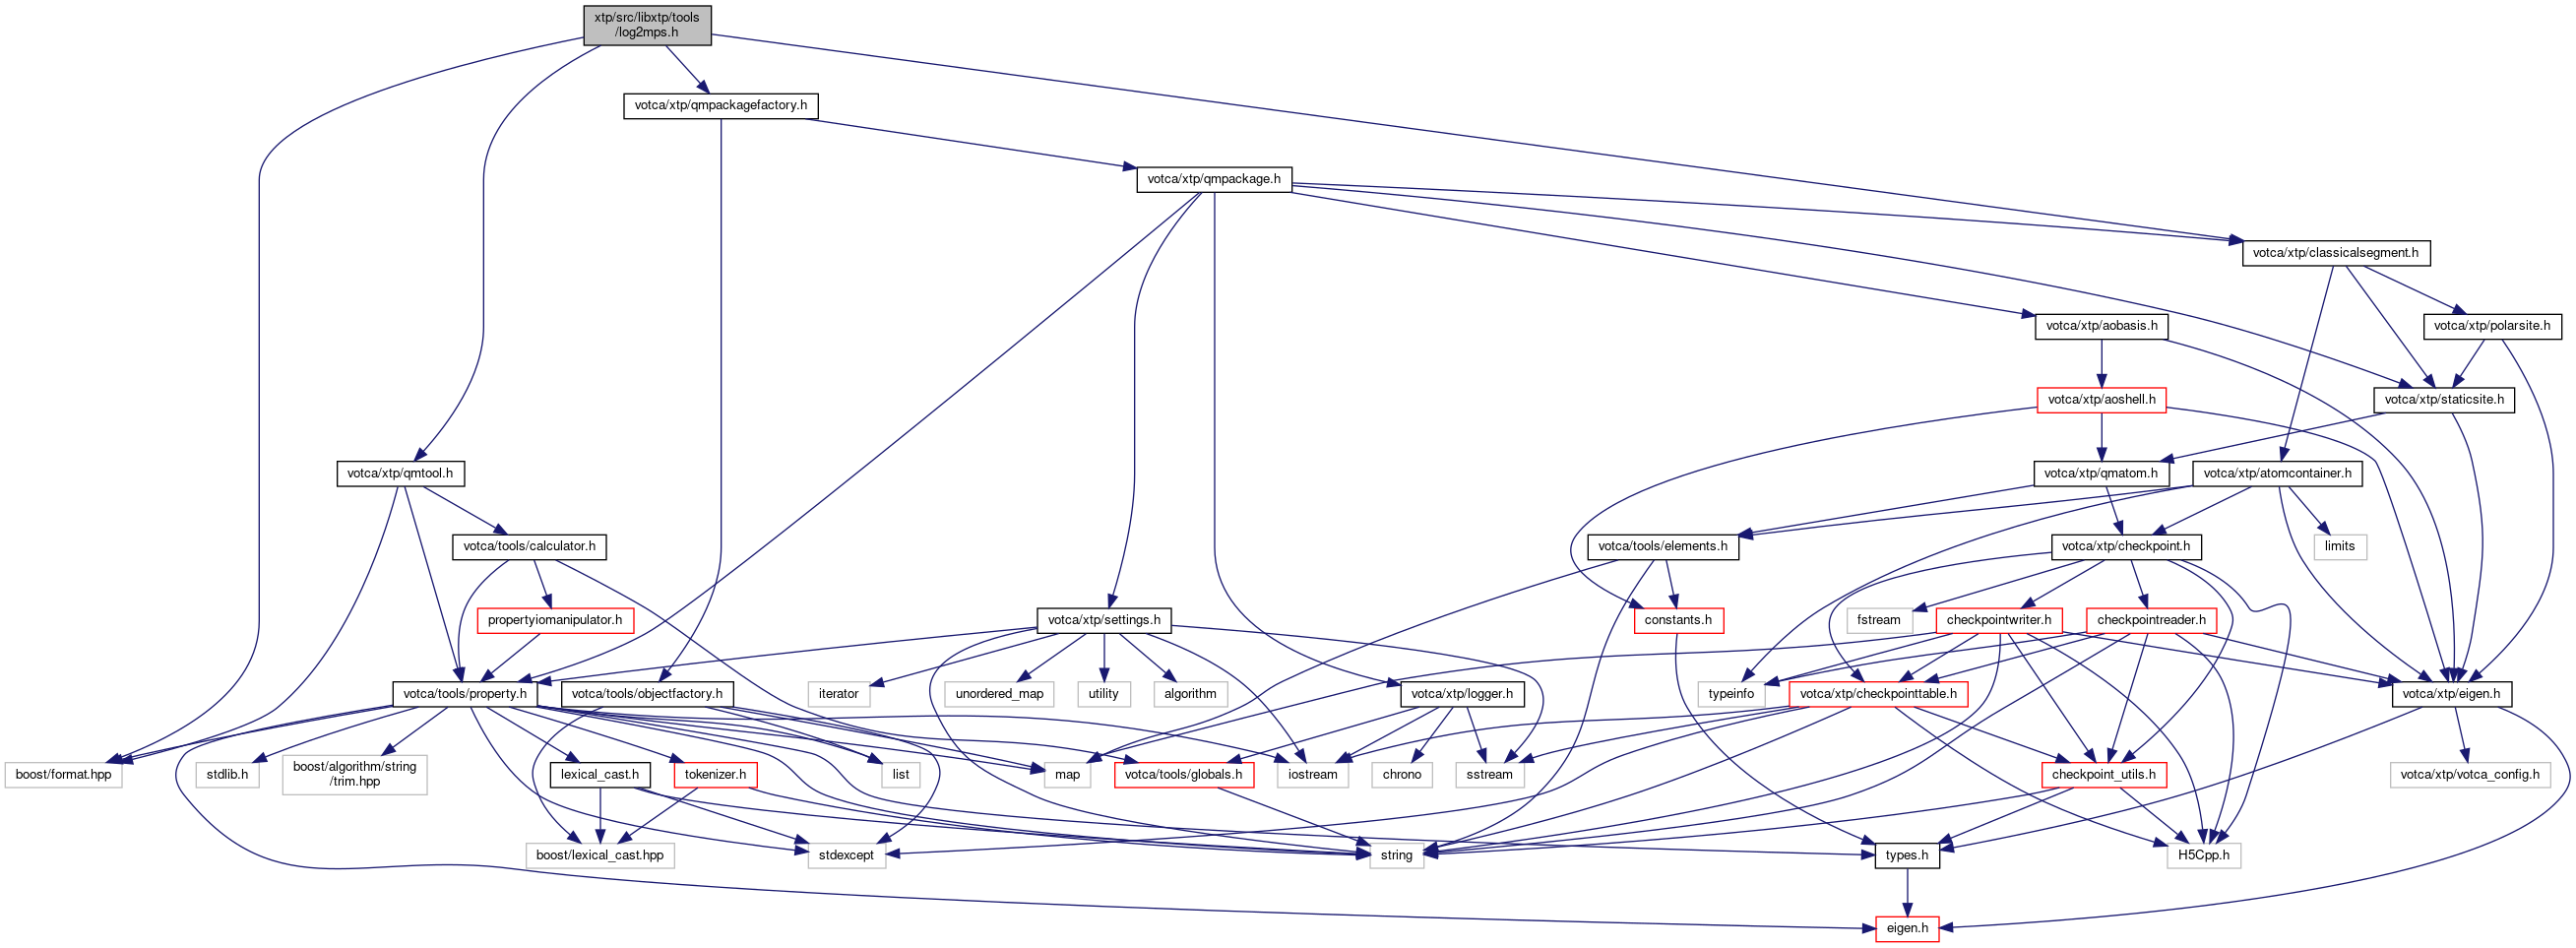 xtp/src/libxtp/tools
/log2mps.h
votca/xtp/qmpackagefactory.h
votca/xtp/qmpackage.h
votca/xtp/classicalsegment.h
votca/xtp/aobasis.h
votca/xtp/polarsite.h
votca/xtp/aoshell.h
votca/xtp/staticsite.h
votca/xtp/qmtool.h
votca/xtp/qmatom.h
votca/xtp/atomcontainer.h
votca/tools/calculator.h
votca/tools/elements.h
votca/xtp/checkpoint.h
limits
propertyiomanipulator.h
votca/xtp/settings.h
constants.h
fstream
checkpointwriter.h
checkpointreader.h
votca/tools/property.h
votca/tools/objectfactory.h
iterator
unordered_map
utility
algorithm
votca/xtp/logger.h
typeinfo
votca/xtp/checkpointtable.h
votca/xtp/eigen.h
boost/format.hpp
stdlib.h
boost/algorithm/string
/trim.hpp
lexical_cast.h
tokenizer.h
list
map
votca/tools/globals.h
iostream
chrono
sstream
checkpoint_utils.h
votca/xtp/votca_config.h
boost/lexical_cast.hpp
stdexcept
string
types.h
H5Cpp.h
eigen.h